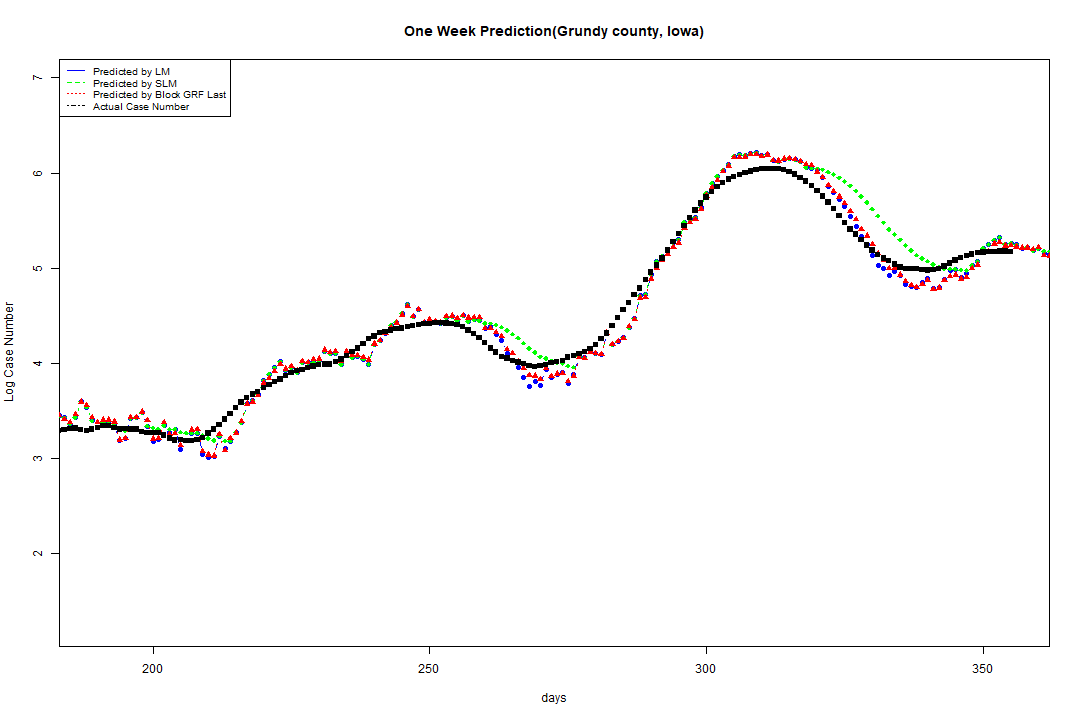 One Week Prediction(Grundy county, Iowa)
Predicted by LM
Predicted by SLM
Predicted by Block GRF Last
Actual Case Number
7
6
5
4
3
2
Log Case Number
200
250
300
350
days